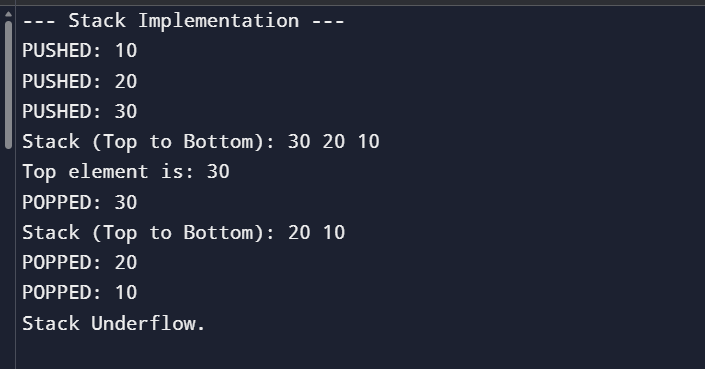 --- Stack Implementation ---
PUSHED: 10
PUSHED: 20
PUSHED: 30
Stack (Top to Bottom): 30 20 10
Top element is: 30
POPPED: 30
Stack (Top to Bottom): 20 10
POPPED: 20
POPPED: 10
Stack Underflow.